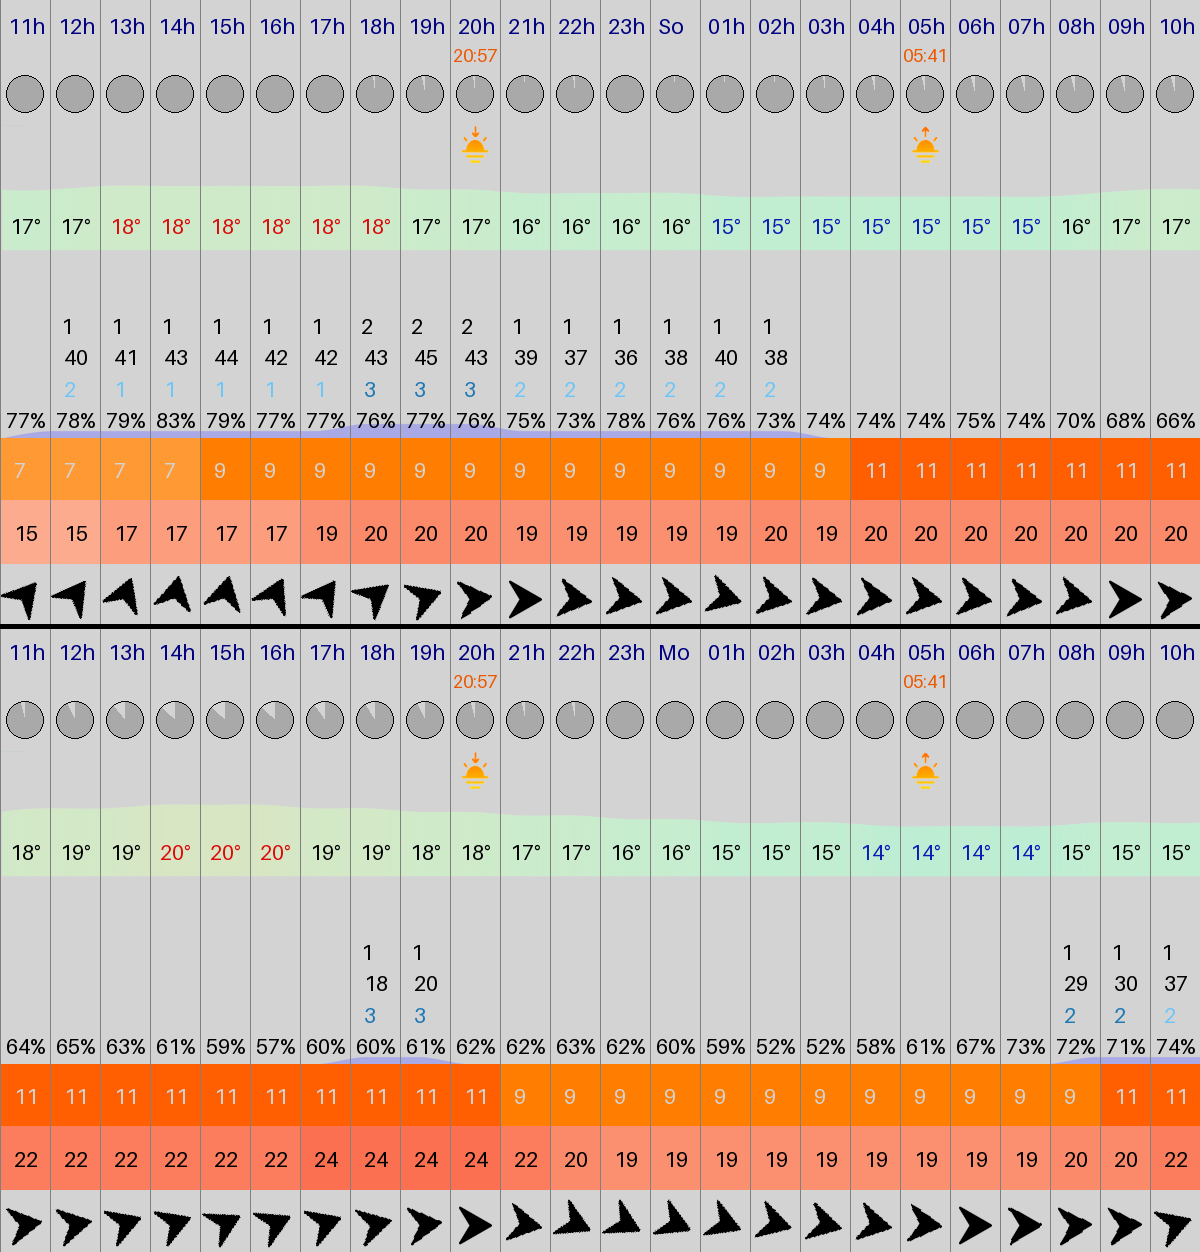 11h 12h 13h 14h 15h 16h 17h 18h 19h 20h 21h 22h 23h So 01h 02h 03h 04h 05h 06h 07h 08h 09h 10h
20:57 05:41
17° 17° 18° 18° 18° 18° 18° 18° 17° 17° 16° 16° 16° 16° 15° 15° 15° 15° 15° 15° 15° 16° 17° 17°
1 1 1 1 1 1 2 2 2 1 1 1 1 1 1
40 41 43 44 42 42 43 45 43 39 37 36 38 40 38
2 1 1 1 1 1 3 3 3 2 2 2 2 2 2
77% 78% 79% 83% 79% 77% 77% 76% 77% 76% 75% 73% 78% 76% 76% 73% 74% 74% 74% 75% 74% 70% 68% 66%
7 7 7 7 9 9 9 9 9 9 9 9 9 9 9 9 9 11 11 11 11 11 11 11
15 15 17 17 17 17 19 20 20 20 19 19 19 19 19 20 19 20 20 20 20 20 20 20
11h 12h 13h 14h 15h 16h 17h 18h 19h 20h 21h 22h 23h Mo 01h 02h 03h 04h 05h 06h 07h 08h 09h 10h
20:57 05:41
18° 19° 19° 20° 20° 20° 19° 19° 18° 18° 17° 17° 16° 16° 15° 15° 15° 14° 14° 14° 14° 15° 15° 15°
1 1 1 1 1
18 20 29 30 37
3 3 2 2 2
64% 65% 63% 61% 59% 57% 60% 60% 61% 62% 62% 63% 62% 60% 59% 52% 52% 58% 61% 67% 73% 72% 71% 74%
11 11 11 11 11 11 11 11 11 11 9 9 9 9 9 9 9 9 9 9 9 9 11 11
22 22 22 22 22 22 24 24 24 24 22 20 19 19 19 19 19 19 19 19 19 20 20 22